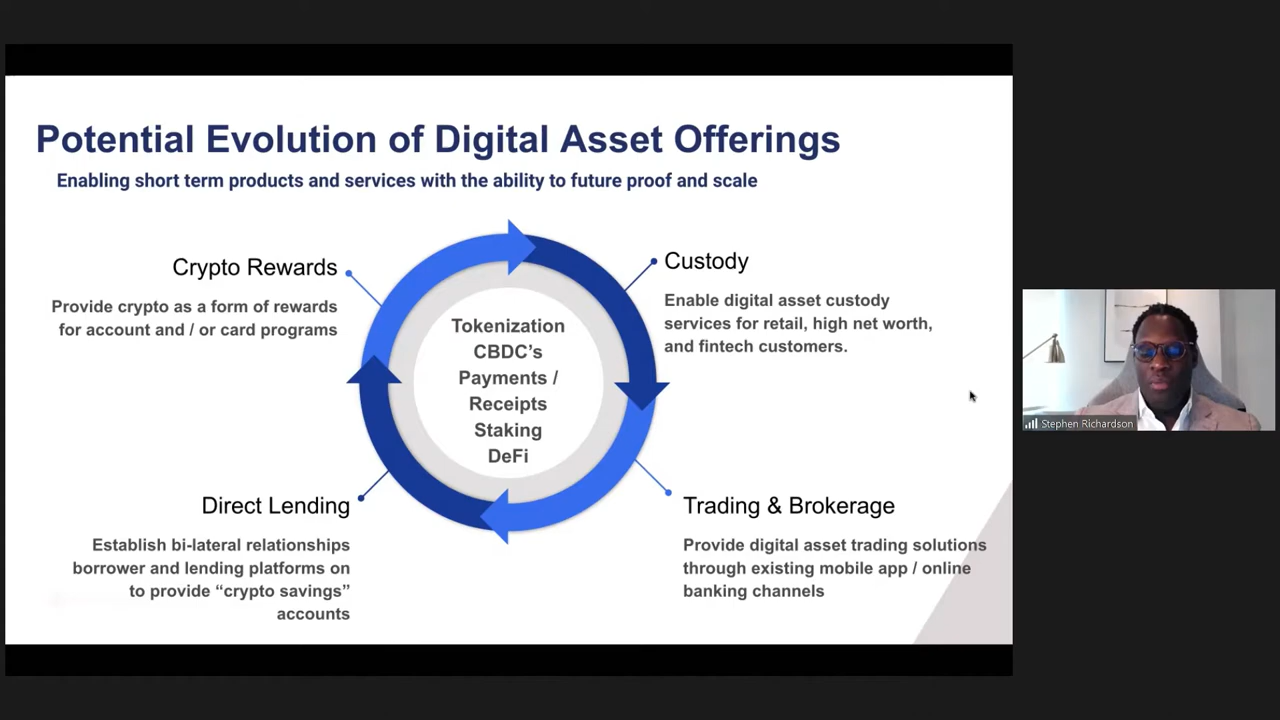 Potential Evolution of Digital Asset Offerings
Enabling short term products and services with the ability to future proof and scale
Crypto Rewards
Provide crypto as a form of rewards
for account and / or card programs
Custody
Enable digital asset custody
services for retail, high net worth,
and fintech customers.
Tokenization
CBDC’s
Payments /
Receipts
Staking
DeFi
Direct Lending
Establish bi-lateral relationships
borrower and lending platforms on
to provide “crypto savings”
accounts
Trading & Brokerage
Provide digital asset trading solutions
through existing mobile app / online
banking channels
Stephen Richardson